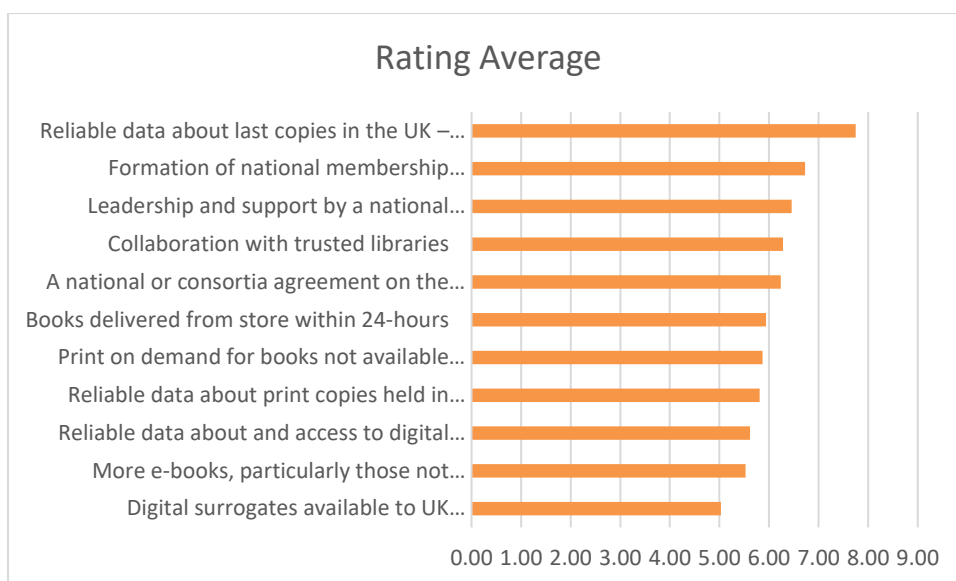 Rating Average
Reliable data about last copies in the UK –...
Formation of national membership...
Leadership and support by a national...
Collaboration with trusted libraries
A national or consortia agreement on the...
Books delivered from store within 24-hours
Print on demand for books not available...
Reliable data about print copies held in...
Reliable data about and access to digital...
More e-books, particularly those not...
Digital surrogates available to UK...
0.00 1.00 2.00 3.00 4.00 5.00 6.00 7.00 8.00 9.00